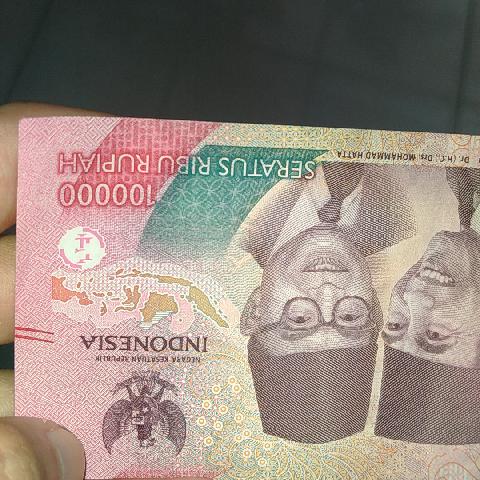 NEGARA KESATUAN REPUBLIK
INDONESIA
100000
SERATUS RIBU RUPIAH
Dr. (H.C.) Drs. MOHAMMAD HATTA